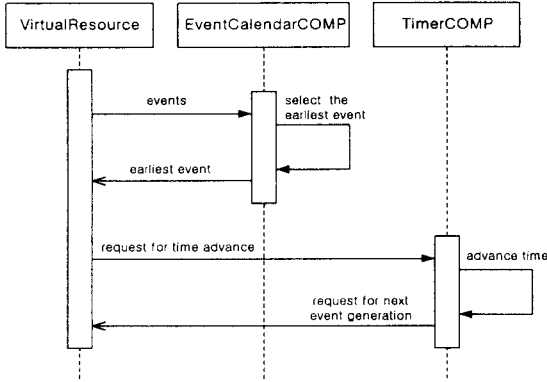 VirtualResource
EventCalendarCOMP
TimerCOMP
events
select the
earliest event
earliest event
request for time advance
advance time
request for next
event generation